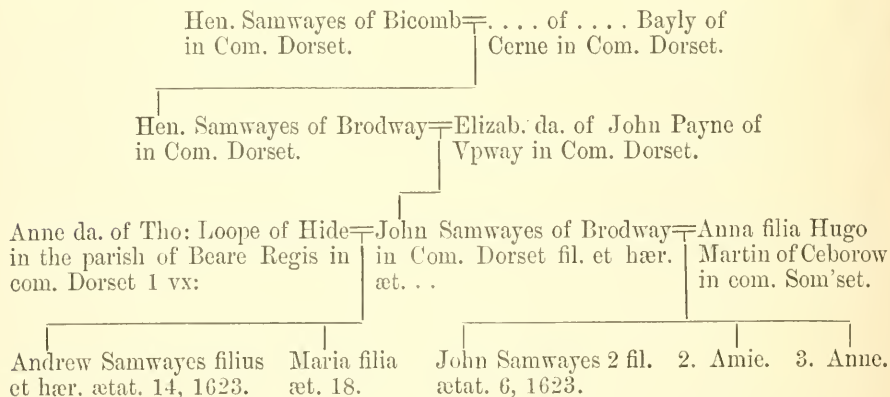 Hen. Samwayes of Bicomb=. . . . of . . . . Bayly of
in Com. Dorset. Cerne in Com. Dorset.
Hen. Samwayes of Brodway=Elizab. da. of John Payne of
in Com. Dorset. Vpway in Com. Dorset.
Anne da. of Tho: Loope of Hide=John Samwayes of Brodway=Anna filia Hugo
in the parish of Beare Regis in in Com. Dorset fil. et hær. Martin of Ceborow
com. Dorset 1 vx: æt. . . in com. Som'set.
Andrew Samwayes filius Maria filia John Samwayes 2 fil. 2. Amie. 3. Anne.
et hær. ætat. 14, 1623. æt. 18. ætat. 6, 1623.